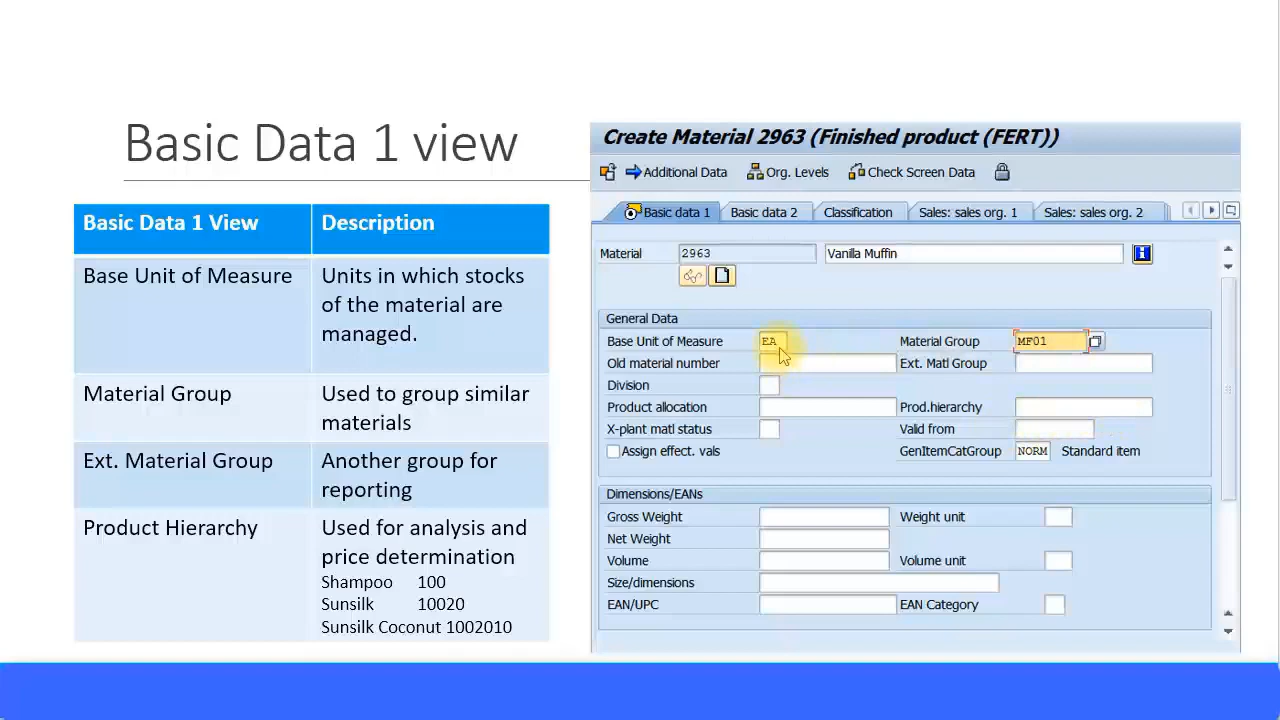 Basic Data 1 view
Basic Data 1 View Description
Base Unit of Measure Units in which stocks
of the material are
managed.
Material Group Used to group similar
materials
Ext. Material Group Another group for
reporting
Product Hierarchy Used for analysis and
price determination
Shampoo 100
Sunsilk 10020
Sunsilk Coconut 1002010
Create Material 2963 (Finished product (FERT))
Additional Data Org. Levels Check Screen Data
Basic data 1 Basic data 2 Classification Sales: sales org. 1 Sales: sales org. 2
Material 2963 Vanilla Muffin
General Data
Base Unit of Measure EA Material Group MF01
Old material number Ext. Matl Group
Division
Product allocation Prod.hierarchy
X-plant matl status Valid from
Assign effect. vals GenItemCatGroup NORM Standard item
Dimensions/EANs
Gross Weight Weight unit
Net Weight
Volume Volume unit
Size/dimensions
EAN/UPC EAN Category